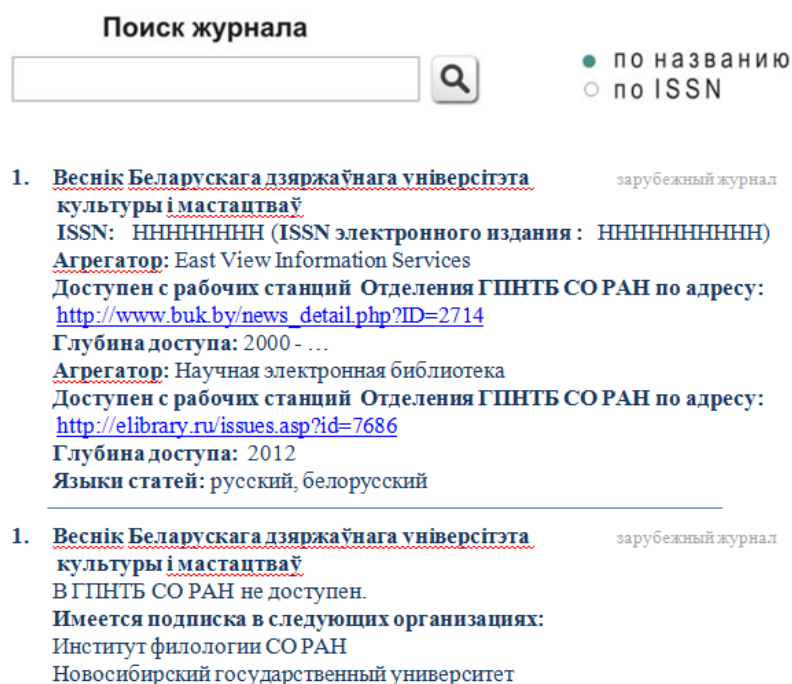 Поиск журнала
по названию
по ISSN
1. Веснік Беларускага дзяржаўнага універсітэта зарубежный журнал
культуры і мастацтваў
ISSN: НННННННН (ISSN электронного издания : ННННННННННН)
Агрегатор: East View Information Services
Доступен с рабочих станций Отделения ГПНТБ СО РАН по адресу:
http://www.buk.by/news_detail.php?ID=2714
Глубина доступа: 2000 - …
Агрегатор: Научная электронная библиотека
Доступен с рабочих станций Отделения ГПНТБ СО РАН по адресу:
http://elibrary.ru/issues.asp?id=7686
Глубина доступа: 2012
Языки статей: русский, белорусский
1. Веснік Беларускага дзяржаўнага універсітэта зарубежный журнал
культуры і мастацтваў
В ГПНТБ СО РАН не доступен.
Имеется подписка в следующих организациях:
Институт филологии СО РАН
Новосибирский государственный университет